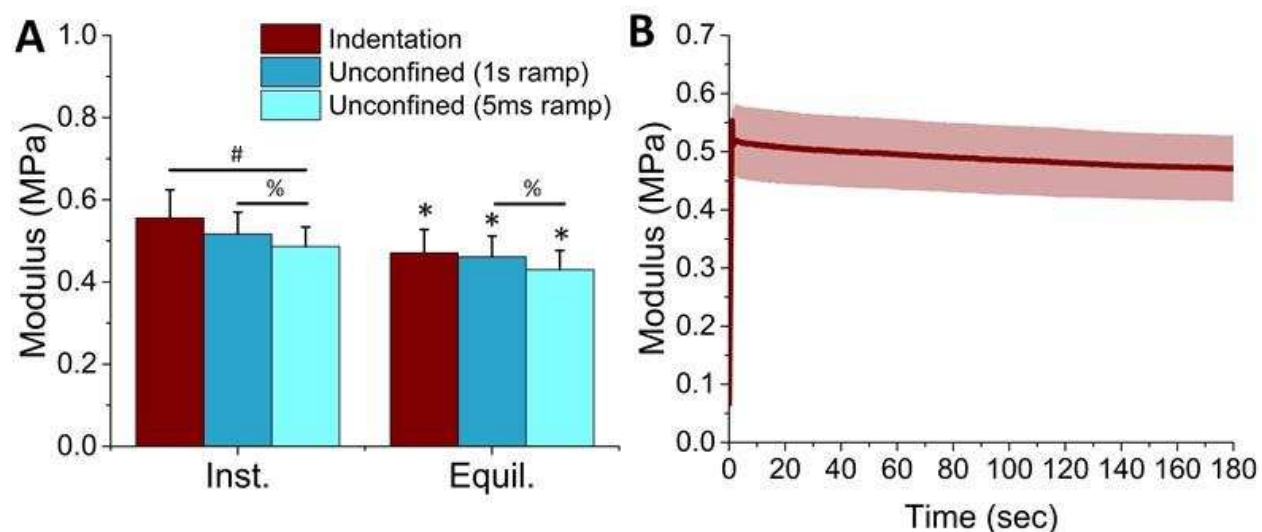 A
Indentation
Unconfined (1s ramp)
Unconfined (5ms ramp)
Modulus (MPa)
1.0
0.8
0.6
0.4
0.2
0.0
#
%
* * *
%
Inst. Equil.
B
Modulus (MPa)
0.7
0.6
0.5
0.4
0.3
0.2
0.1
0.0
0 20 40 60 80 100 120 140 160 180
Time (sec)